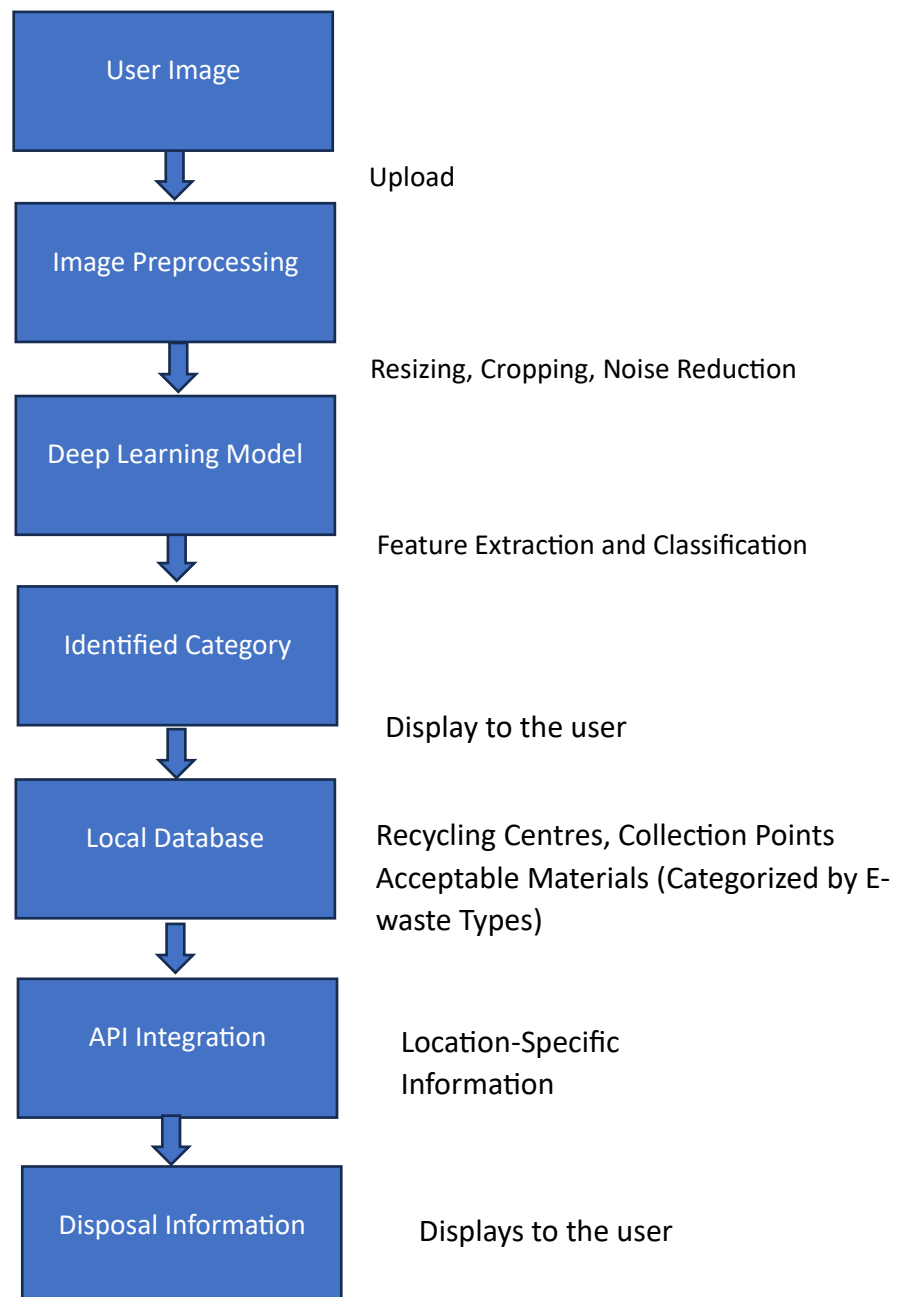 User Image
Upload
Image Preprocessing
Resizing, Cropping, Noise Reduction
Deep Learning Model
Feature Extraction and Classification
Identified Category
Display to the user
Local Database
Recycling Centres, Collection Points
Acceptable Materials (Categorized by E-
waste Types)
API Integration
Location-Specific
Information
Disposal Information
Displays to the user